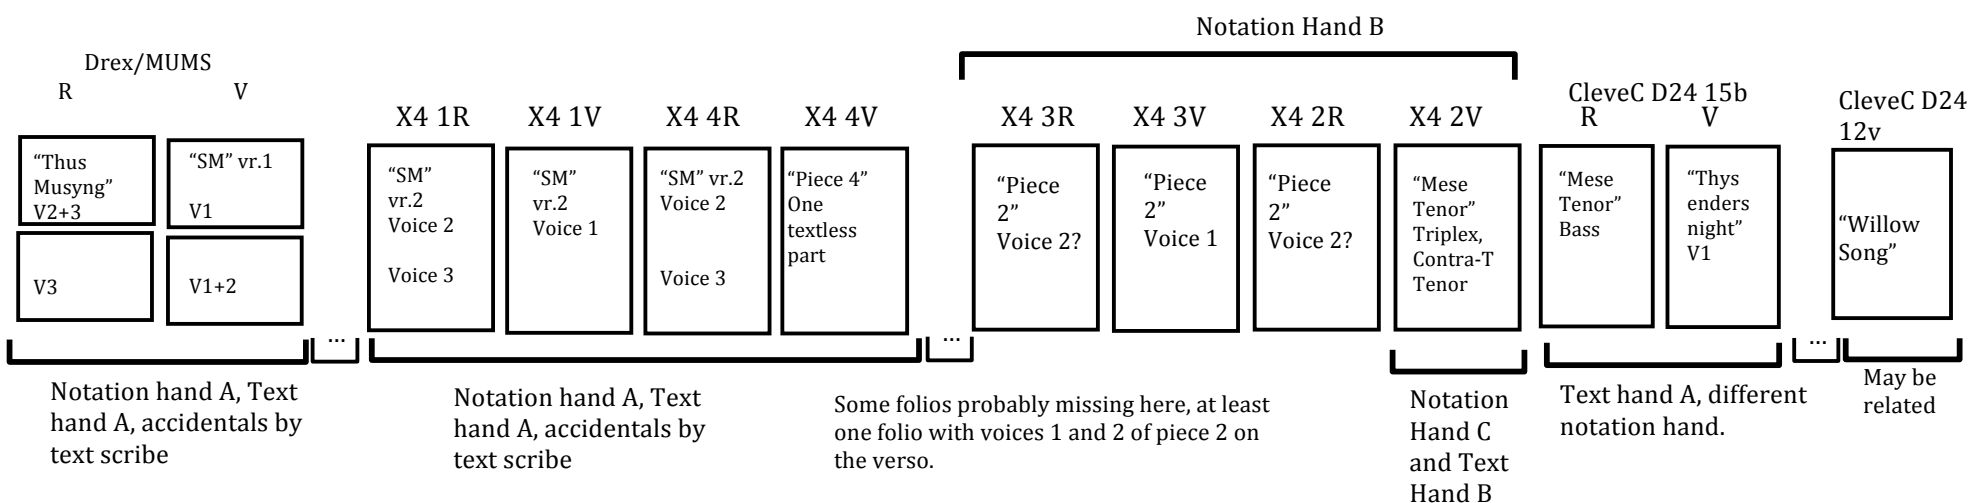 Notation Hand B
Drex/MUMS
R V
X4 1R
X4 1V
X4 4R
X4 4V
X4 3R
X4 3V
X4 2R
X4 2V
CleveC D24 15b
R V
CleveC D24
12v
“Thus
Musyng”
V2+3
V3
“SM” vr.1
V1
V1+2
“SM”
vr.2
Voice 2
Voice 3
“SM”
vr.2
Voice 1
“SM” vr.2
Voice 2
Voice 3
“Piece 4”
One
textless
part
“Piece
2”
Voice 2?
“Piece
2”
Voice 1
“Piece
2”
Voice 2?
“Mese
Tenor”
Triplex,
Contra-T
Tenor
“Mese
Tenor”
Bass
“Thys
enders
night”
V1
“Willow
Song”
...
...
...
Notation hand A, Text
hand A, accidentals by
text scribe
Notation hand A, Text
hand A, accidentals by
text scribe
Some folios probably missing here, at least
one folio with voices 1 and 2 of piece 2 on
the verso.
Notation
Hand C
and Text
Hand B
Text hand A, different
notation hand.
May be
related